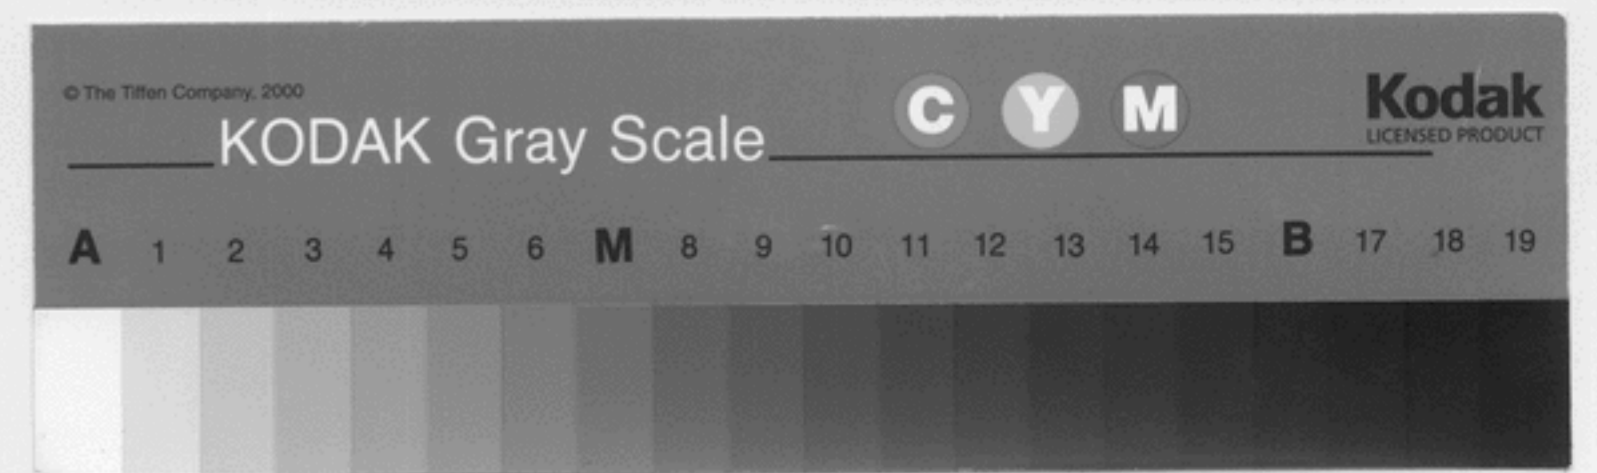 © The Tiffen Company, 2000
KODAK Gray Scale
C Y M
Kodak
LICENSED PRODUCT
A 1 2 3 4 5 6 M 8 9 10 11 12 13 14 15 B 17 18 19